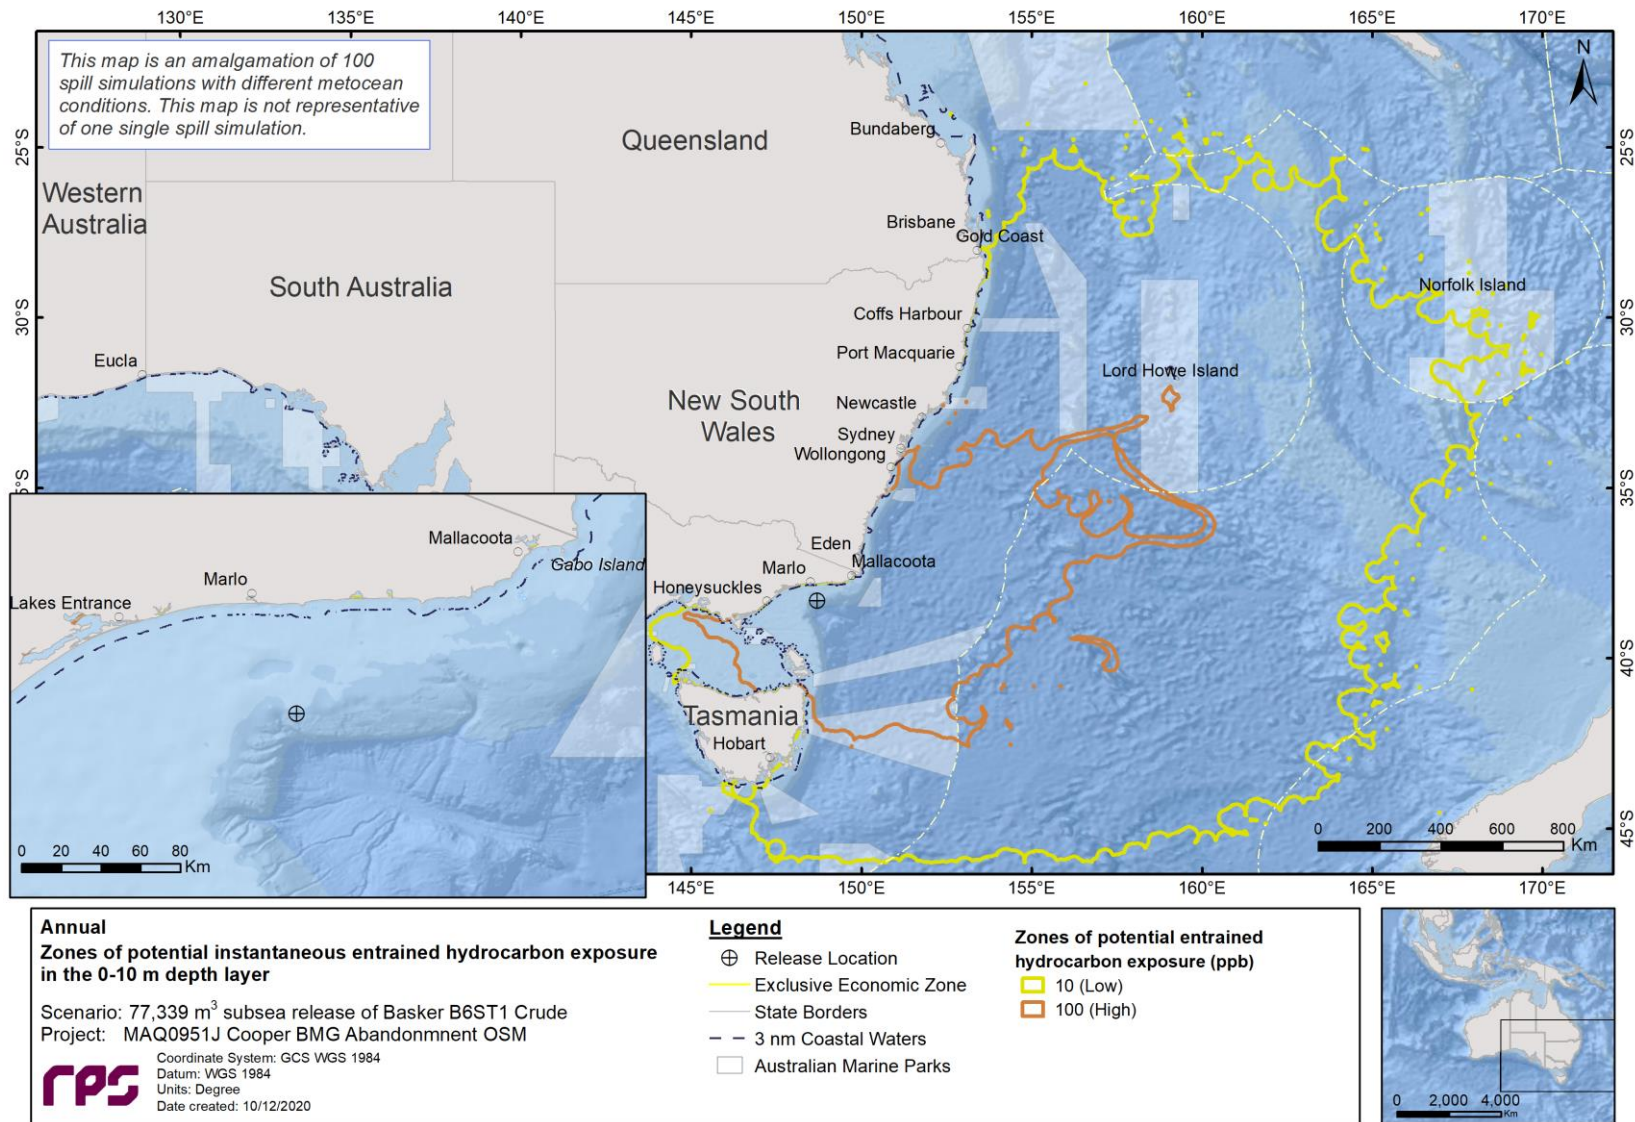 130°E 135°E 140°E 145°E 150°E 155°E 160°E 165°E 170°E
This map is an amalgamation of 100
spill simulations with different metocean
conditions. This map is not representative
of one single spill simulation.
N
25°S
25°S
Bundaberg
Queensland
Western
Australia
Brisbane
Gold Coast
South Australia
Norfolk Island
30°S
30°S
Coffs Harbour
Port Macquarie
Eucla
Lord Howe Island
New South
Wales
Newcastle
Sydney
Wollongong
35°S
Eden
Mallacoota
Marlo
Honeysuckles
40°S
Tasmania
Hobart
45°S
Mallacoota
Gabo Island
Marlo
Lakes Entrance
0 20 40 60 80
Km
0 200 400 600 800
Km
145°E 150°E 155°E 160°E 165°E 170°E
Annual
Zones of potential instantaneous entrained hydrocarbon exposure
in the 0-10 m depth layer
Scenario: 77,339 m³ subsea release of Basker B6ST1 Crude
Project: MAQ0951J Cooper BMG Abandonmnent OSM
rps
Coordinate System: GCS WGS 1984
Datum: WGS 1984
Units: Degree
Date created: 10/12/2020
Legend
Release Location
Exclusive Economic Zone
State Borders
3 nm Coastal Waters
Australian Marine Parks
Zones of potential entrained
hydrocarbon exposure (ppb)
10 (Low)
100 (High)
0 2,000 4,000
Km